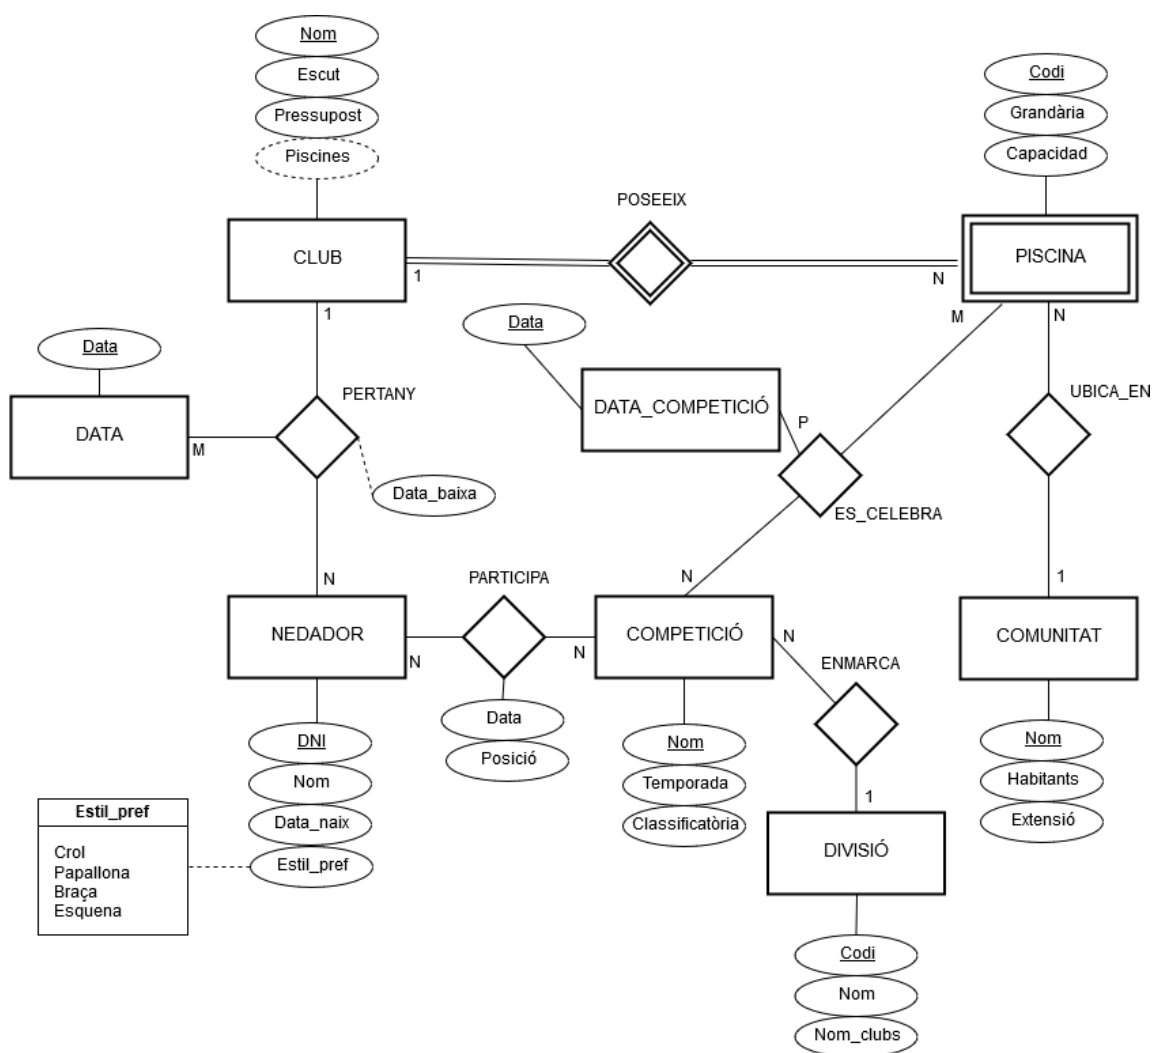 Nom
Escut
Pressupost
Piscines
Codi
Grandària
Capacidad
POSEEIX
CLUB
PISCINA
1
N
1
M
N
Data
Data
DATA_COMPETICIÓ
PERTANY
UBICA_EN
DATA
M
P
Data_baixa
ES_CELEBRA
N
PARTICIPA
N
1
NEDADOR
COMPETICIÓ
COMUNITAT
N
N
N
ENMARCA
DNI
Nom
Data_naix
Estil_pref
Data
Posició
Nom
Temporada
Classificatòria
Nom
Habitants
Extensió
Estil_pref
Crol
Papallona
Braça
Esquena
1
DIVISIÓ
Codi
Nom
Nom_clubs